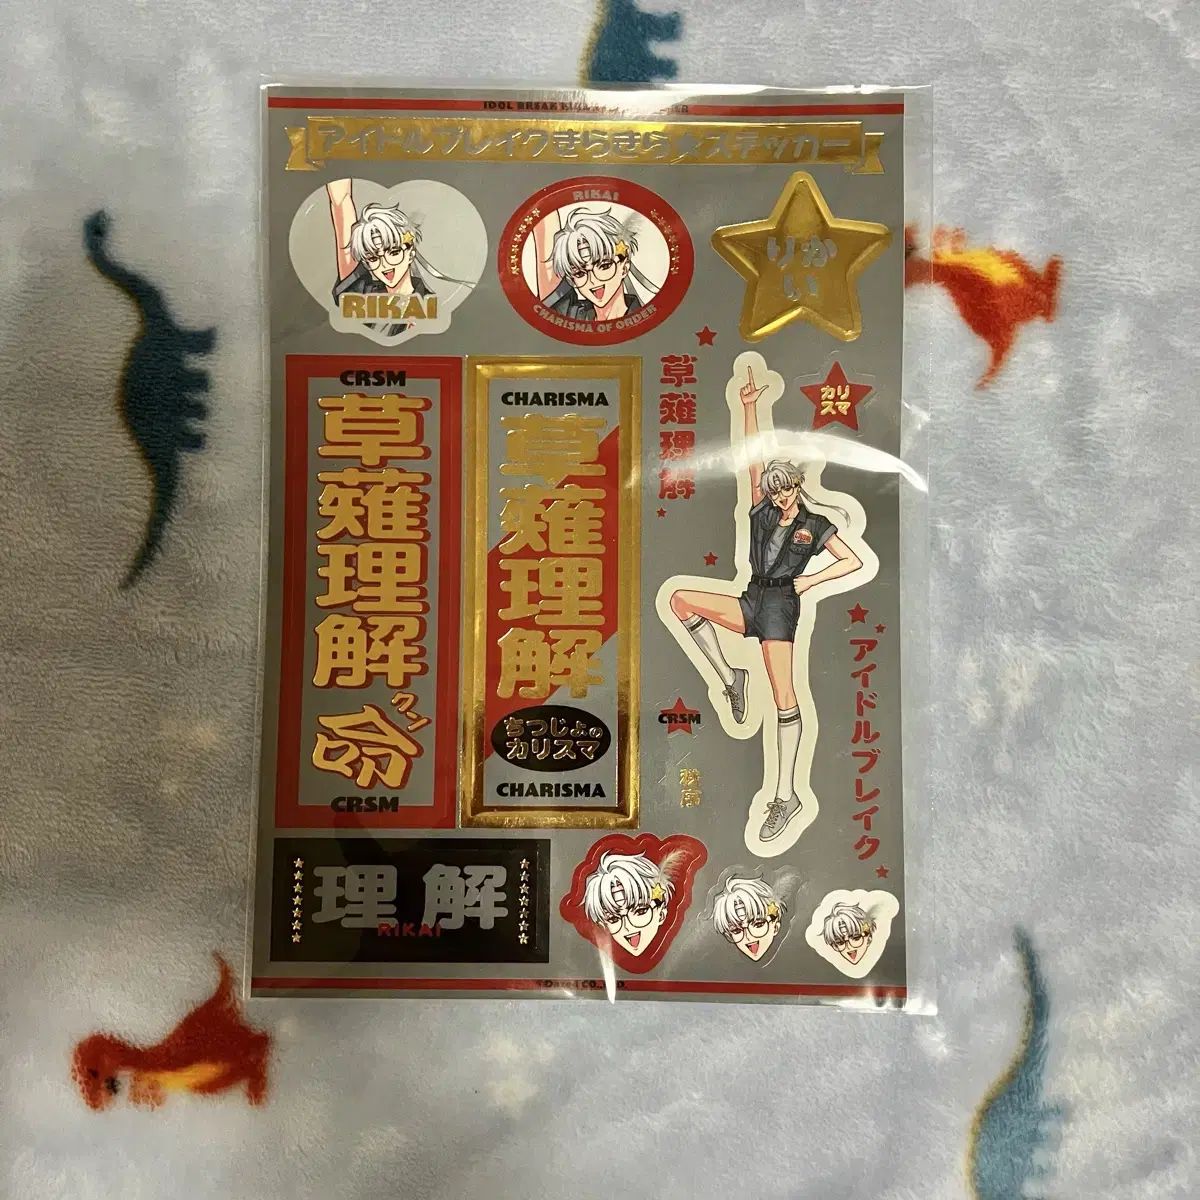 IDOL BREAK
アイドルブレイクきらきら★ステッカー
RIKAI
RIKAI
CHARISMA OF ORDER
りかい
CRSM
草薙理解
クン
命
CRSM
CHARISMA
草薙理解
ちつじょの
カリスマ
CHARISMA
草薙理解
カリ
スマ
CRSM
CRSM
秩序
アイドルブレイク
理解
RIKAI